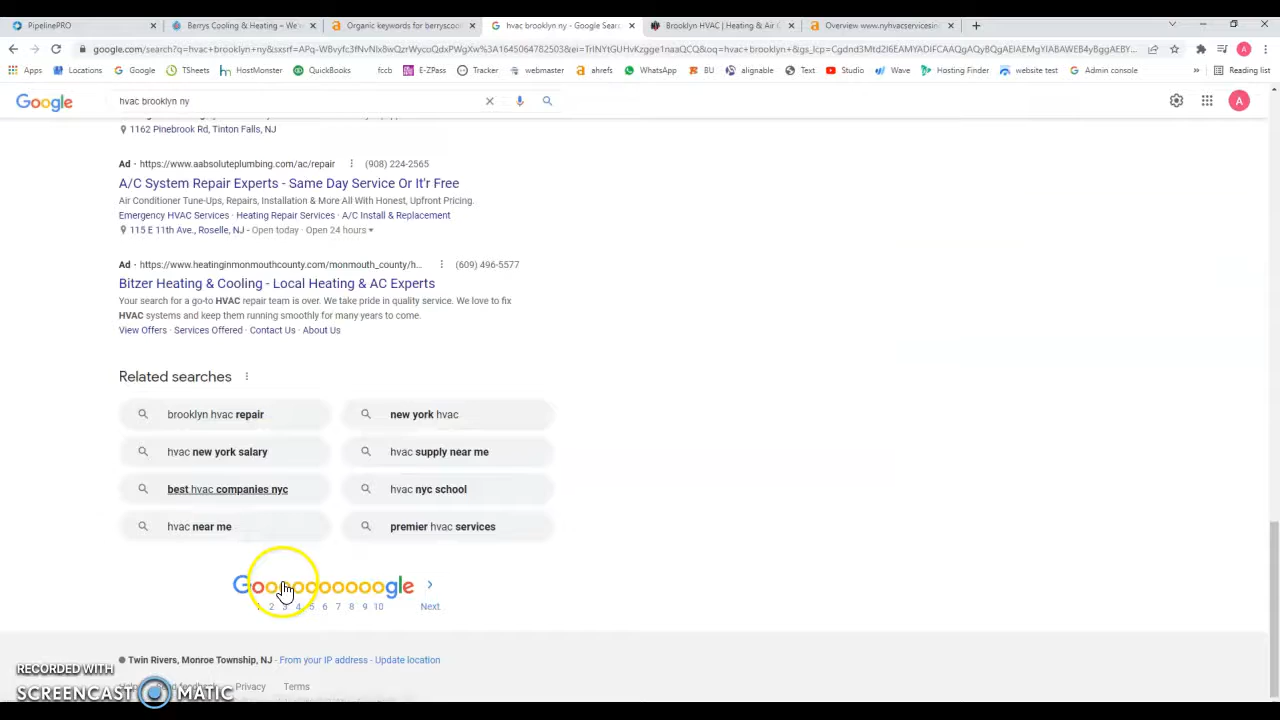 PipelinePRO
Berrys Cooling & Heating – We'r
Organic keywords for berryscoo
hvac brooklyn ny - Google Sear
Brooklyn HVAC | Heating & Air C
Overview: www.nyhvacservicesin
Apps
Locations
Google
TSheets
HostMonster
QuickBooks
fccb
E-ZPass
Tracker
webmaster
ahrefs
WhatsApp
BU
alignable
Text
Studio
Wave
Hosting Finder
website test
Admin console
Reading list
Google
hvac brooklyn ny
A
1162 Pinebrook Rd, Tinton Falls, NJ
Ad · https://www.aabsoluteplumbing.com/ac/repair (908) 224-2565
A/C System Repair Experts - Same Day Service Or It'r Free
Air Conditioner Tune-Ups, Repairs, Installation & More All With Honest, Upfront Pricing.
Emergency HVAC Services · Heating Repair Services · A/C Install & Replacement
115 E 11th Ave., Roselle, NJ - Open today · Open 24 hours
Ad · https://www.heatinginmonmouthcounty.com/monmouth_county/h... (609) 496-5577
Bitzer Heating & Cooling - Local Heating & AC Experts
Your search for a go-to HVAC repair team is over. We take pride in quality service. We love to fix
HVAC systems and keep them running smoothly for many years to come.
View Offers · Services Offered · Contact Us · About Us
Related searches
brooklyn hvac repair
new york hvac
hvac new york salary
hvac supply near me
best hvac companies nyc
hvac nyc school
hvac near me
premier hvac services
Goooooooooogle
1 2 3 4 5 6 7 8 9 10 Next
Twin Rivers, Monroe Township, NJ - From your IP address - Update location
Privacy
Terms
RECORDED WITH
SCREENCAST MATIC